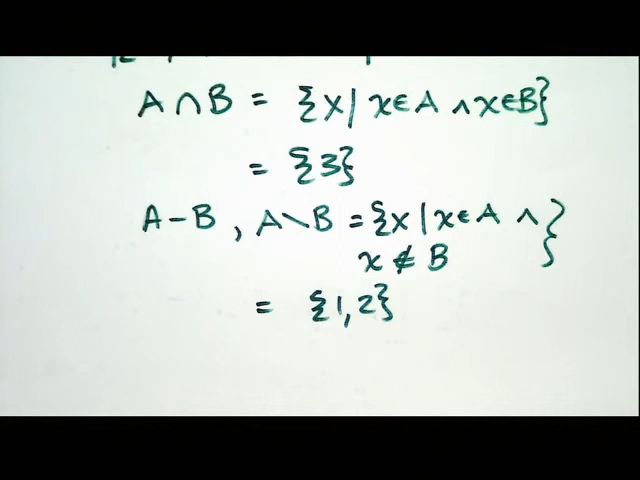 A ∩ B = {x | x ∈ A ∧ x ∈ B}
= {3}
A - B , A \ B = {x | x ∈ A ∧
x ∉ B }
= {1,2}